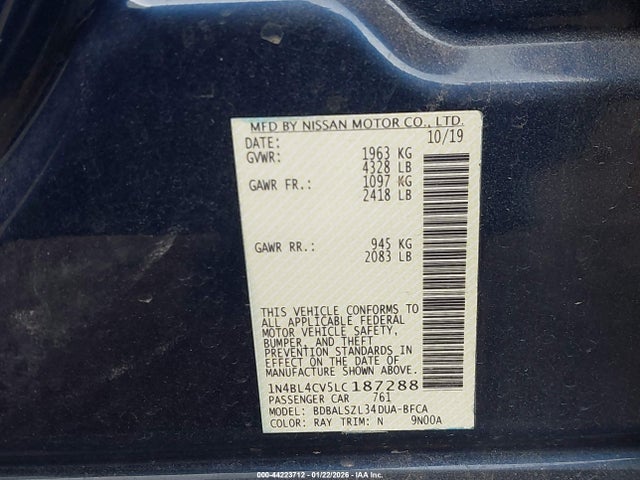 MFD BY NISSAN MOTOR CO., LTD.
DATE: 10/19
GVWR: 1963 KG
4328 LB
GAWR FR.: 1097 KG
2418 LB
GAWR RR.: 945 KG
2083 LB
THIS VEHICLE CONFORMS TO
ALL APPLICABLE FEDERAL
MOTOR VEHICLE SAFETY,
BUMPER, AND THEFT
PREVENTION STANDARDS IN
EFFECT ON THE DATE OF
MANUFACTURE SHOWN ABOVE.
1N4BL4CV5LC187288
PASSENGER CAR 761
MODEL: BDBALSZL34DUA-BFCA
COLOR: RAY TRIM: N 9N00A
000-44223712 - 01/22/2026 - IAAI.COM